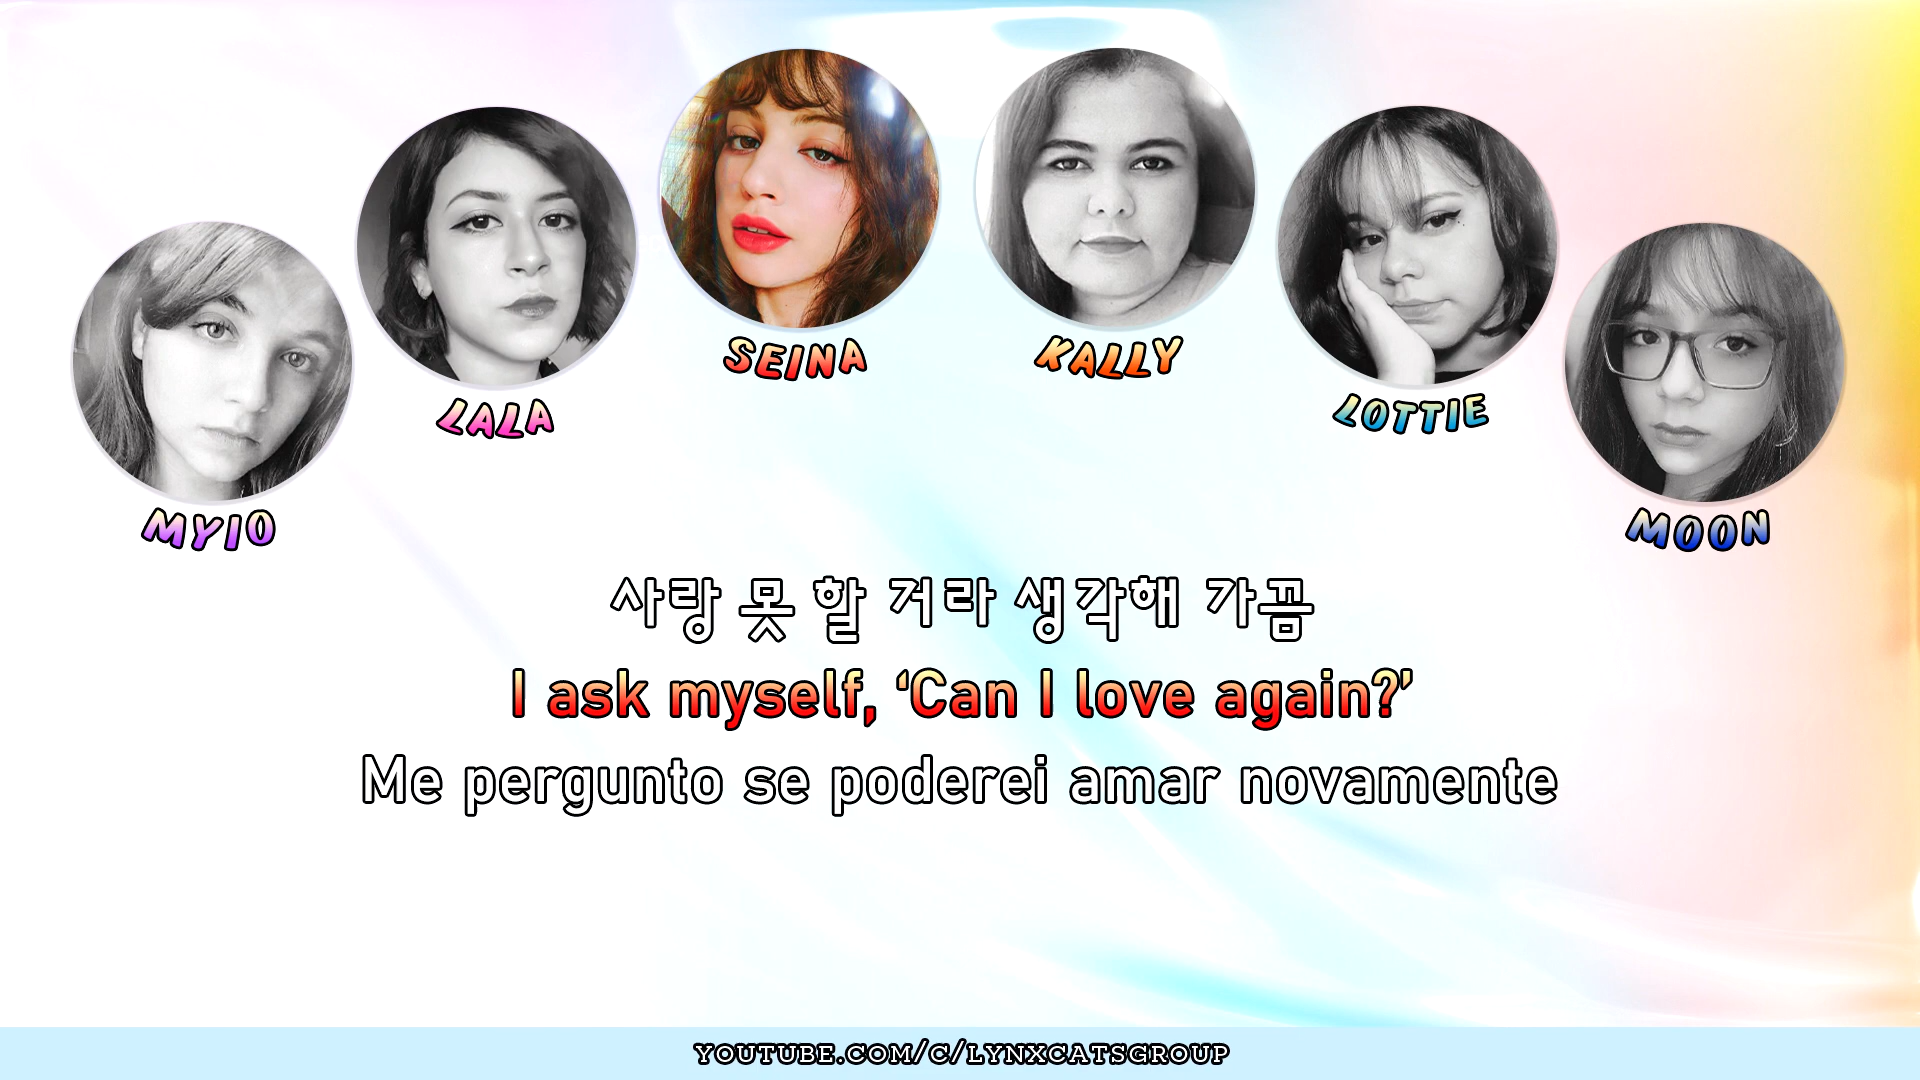 SEINA
KALLY
LALA
LOTTIE
MYIO
MOON
사랑 못 할 거라 생각해 가끔
I ask myself, ‘Can I love again?’
Me pergunto se poderei amar novamente
YOUTUBE.COM/C/LYNXCATSGROUP